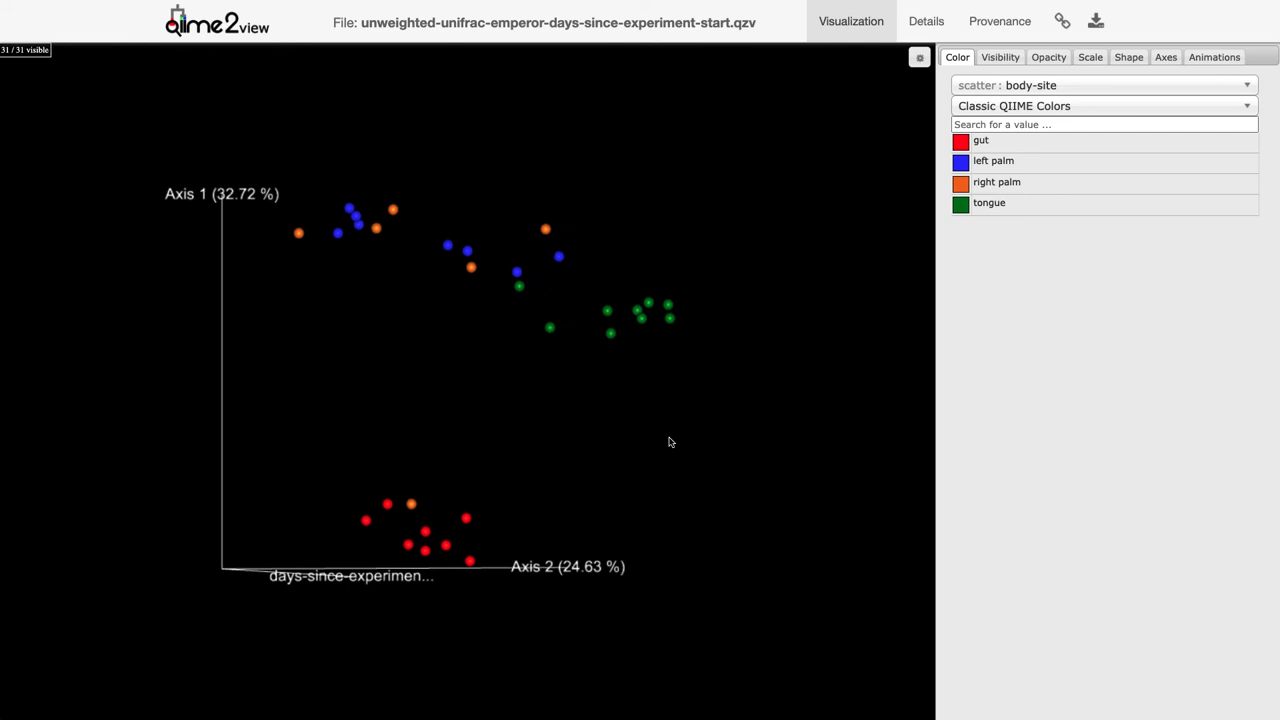 qiime2view
File: unweighted-unifrac-emperor-days-since-experiment-start.qzv
Visualization
Details
Provenance
31 / 31 visible
Color
Visibility
Opacity
Scale
Shape
Axes
Animations
scatter : body-site
Classic QIIME Colors
Search for a value ...
gut
left palm
right palm
tongue
Axis 1 (32.72 %)
Axis 2 (24.63 %)
days-since-experimen...